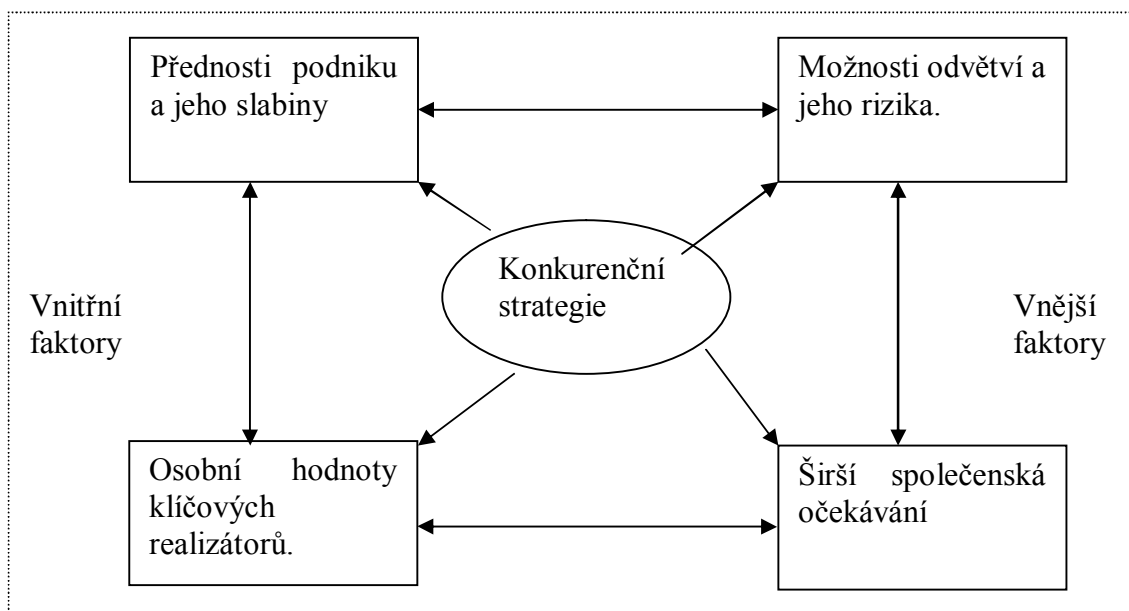 Přednosti podniku
a jeho slabiny
Možnosti odvětví a
jeho rizika.
Konkurenční
strategie
Vnitřní
faktory
Vnější
faktory
Osobní hodnoty
klíčových
realizátorů.
Širší společenská
očekávání